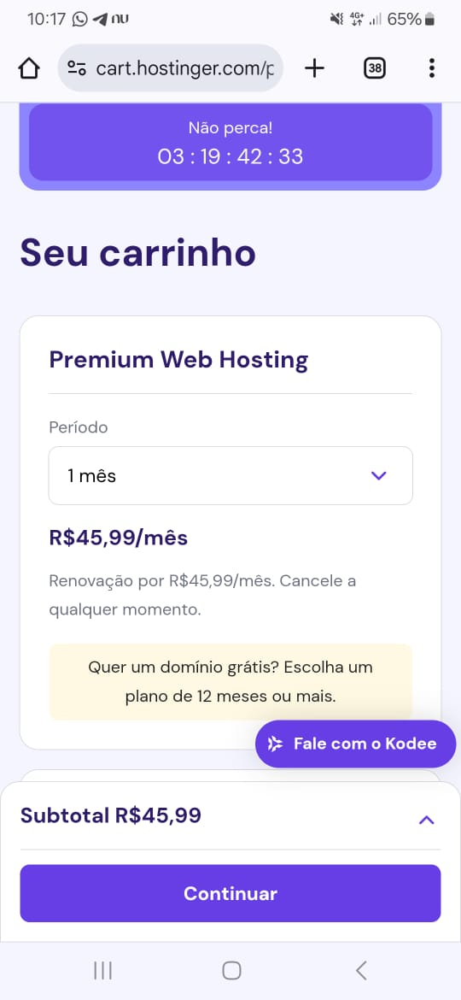 10:17 nu 4G+ 65%
cart.hostinger.com/p
38
Não perca!
03 : 19 : 42 : 33
Seu carrinho
Premium Web Hosting
Período
1 mês
R$45,99/mês
Renovação por R$45,99/mês. Cancele a
qualquer momento.
Quer um domínio grátis? Escolha um
plano de 12 meses ou mais.
Fale com o Kodee
Subtotal R$45,99
Continuar